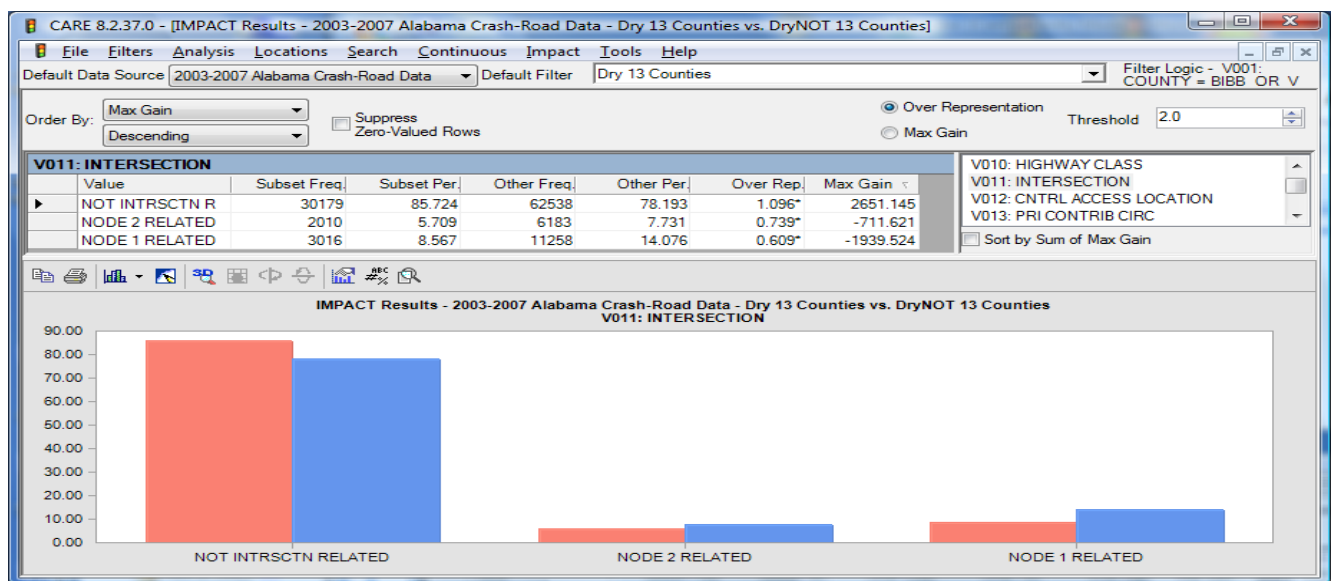 CARE 8.2.37.0 - [IMPACT Results - 2003-2007 Alabama Crash-Road Data - Dry 13 Counties vs. DryNOT 13 Counties]
File Filters Analysis Locations Search Continuous Impact Tools Help
Default Data Source 2003-2007 Alabama Crash-Road Data Default Filter Dry 13 Counties Filter Logic - V001:
COUNTY = BIBB OR V
Order By: Max Gain
Descending
Suppress
Zero-Valued Rows
Over Representation
Max Gain
Threshold 2.0
V011: INTERSECTION
Value Subset Freq. Subset Per. Other Freq. Other Per. Over Rep. Max Gain
NOT INTRSCTN R 30179 85.724 62538 78.193 1.096* 2651.145
NODE 2 RELATED 2010 5.709 6183 7.731 0.739* -711.621
NODE 1 RELATED 3016 8.567 11258 14.076 0.609* -1939.524
V010: HIGHWAY CLASS
V011: INTERSECTION
V012: CNTRL ACCESS LOCATION
V013: PRI CONTRIB CIRC
Sort by Sum of Max Gain
IMPACT Results - 2003-2007 Alabama Crash-Road Data - Dry 13 Counties vs. DryNOT 13 Counties
V011: INTERSECTION
90.00
80.00
70.00
60.00
50.00
40.00
30.00
20.00
10.00
0.00
NOT INTRSCTN RELATED NODE 2 RELATED NODE 1 RELATED